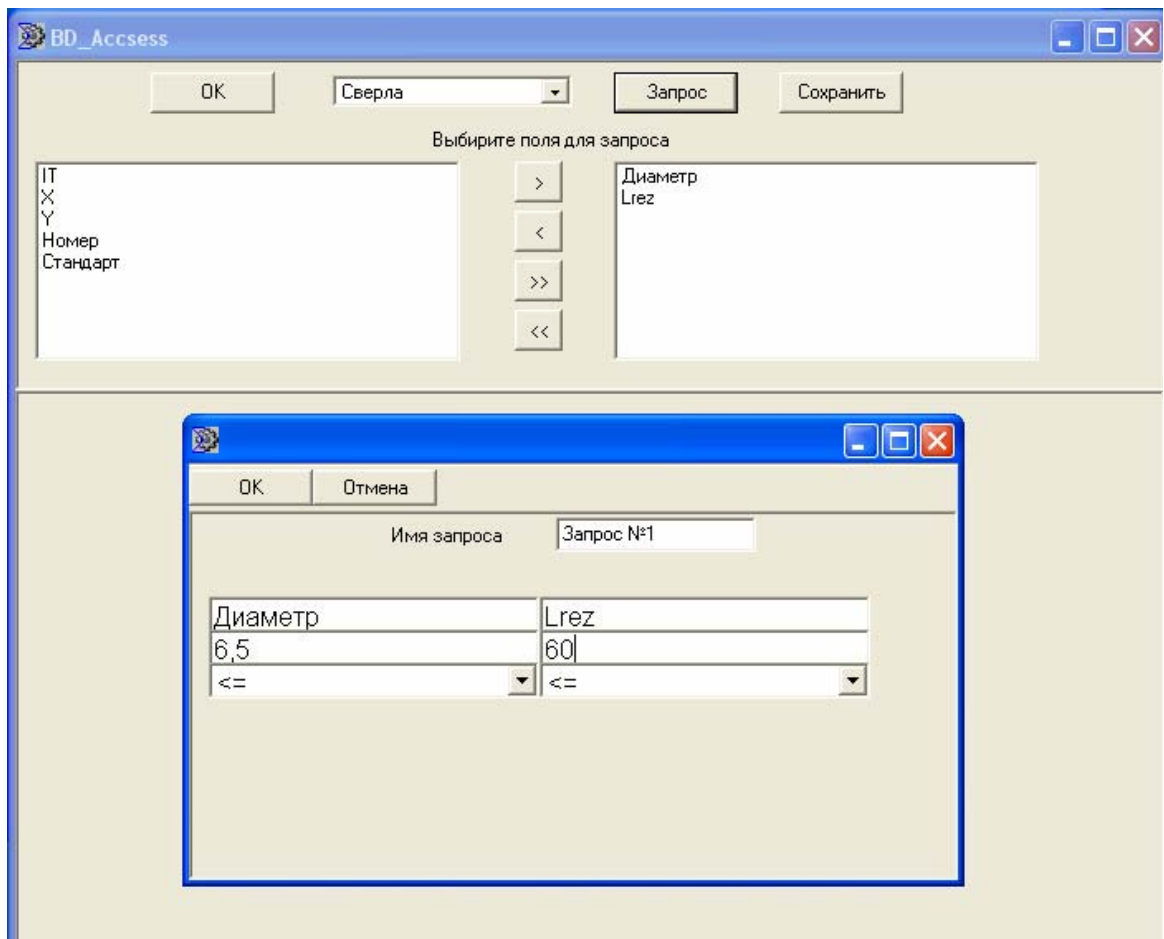 BD_Accsess
OK Сверла Запрос Сохранить
Выбирите поля для запроса
IT
X
Y
Номер
Стандарт
>
<
>>
<<
Диаметр
Lrez
OK Отмена
Имя запроса Запрос №1
Диаметр Lrez
6,5 60
<= <=